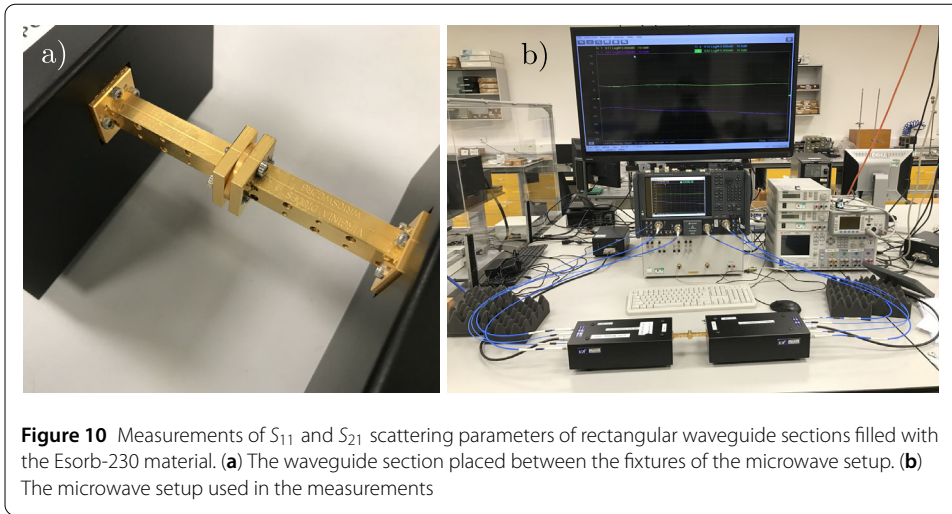 a)
b)
Figure 10 Measurements of S₁₁ and S₂₁ scattering parameters of rectangular waveguide sections filled with
the Esorb-230 material. (a) The waveguide section placed between the fixtures of the microwave setup. (b)
The microwave setup used in the measurements